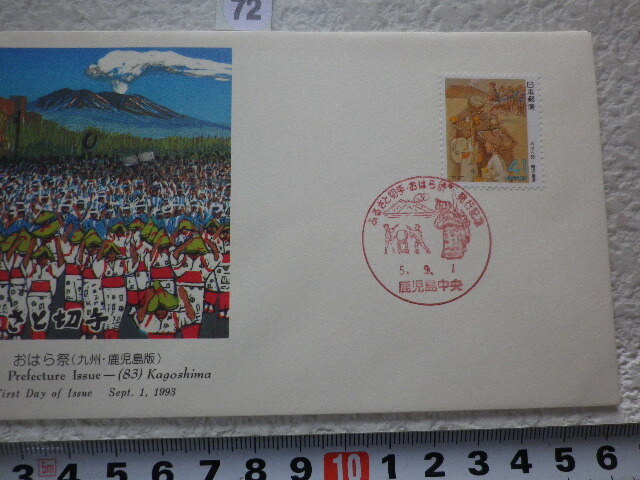 72
日本郵便
41
ふるさと切手・おはら祭り・発行記念
5. 9. 1
鹿児島中央
さと切手
おはら祭(九州・鹿児島版)
Prefecture Issue—(83) Kagoshima
First Day of Issue Sept. 1, 1993
3 5m 4 5 6 7 8 9 10 1 2 3 4 5 6